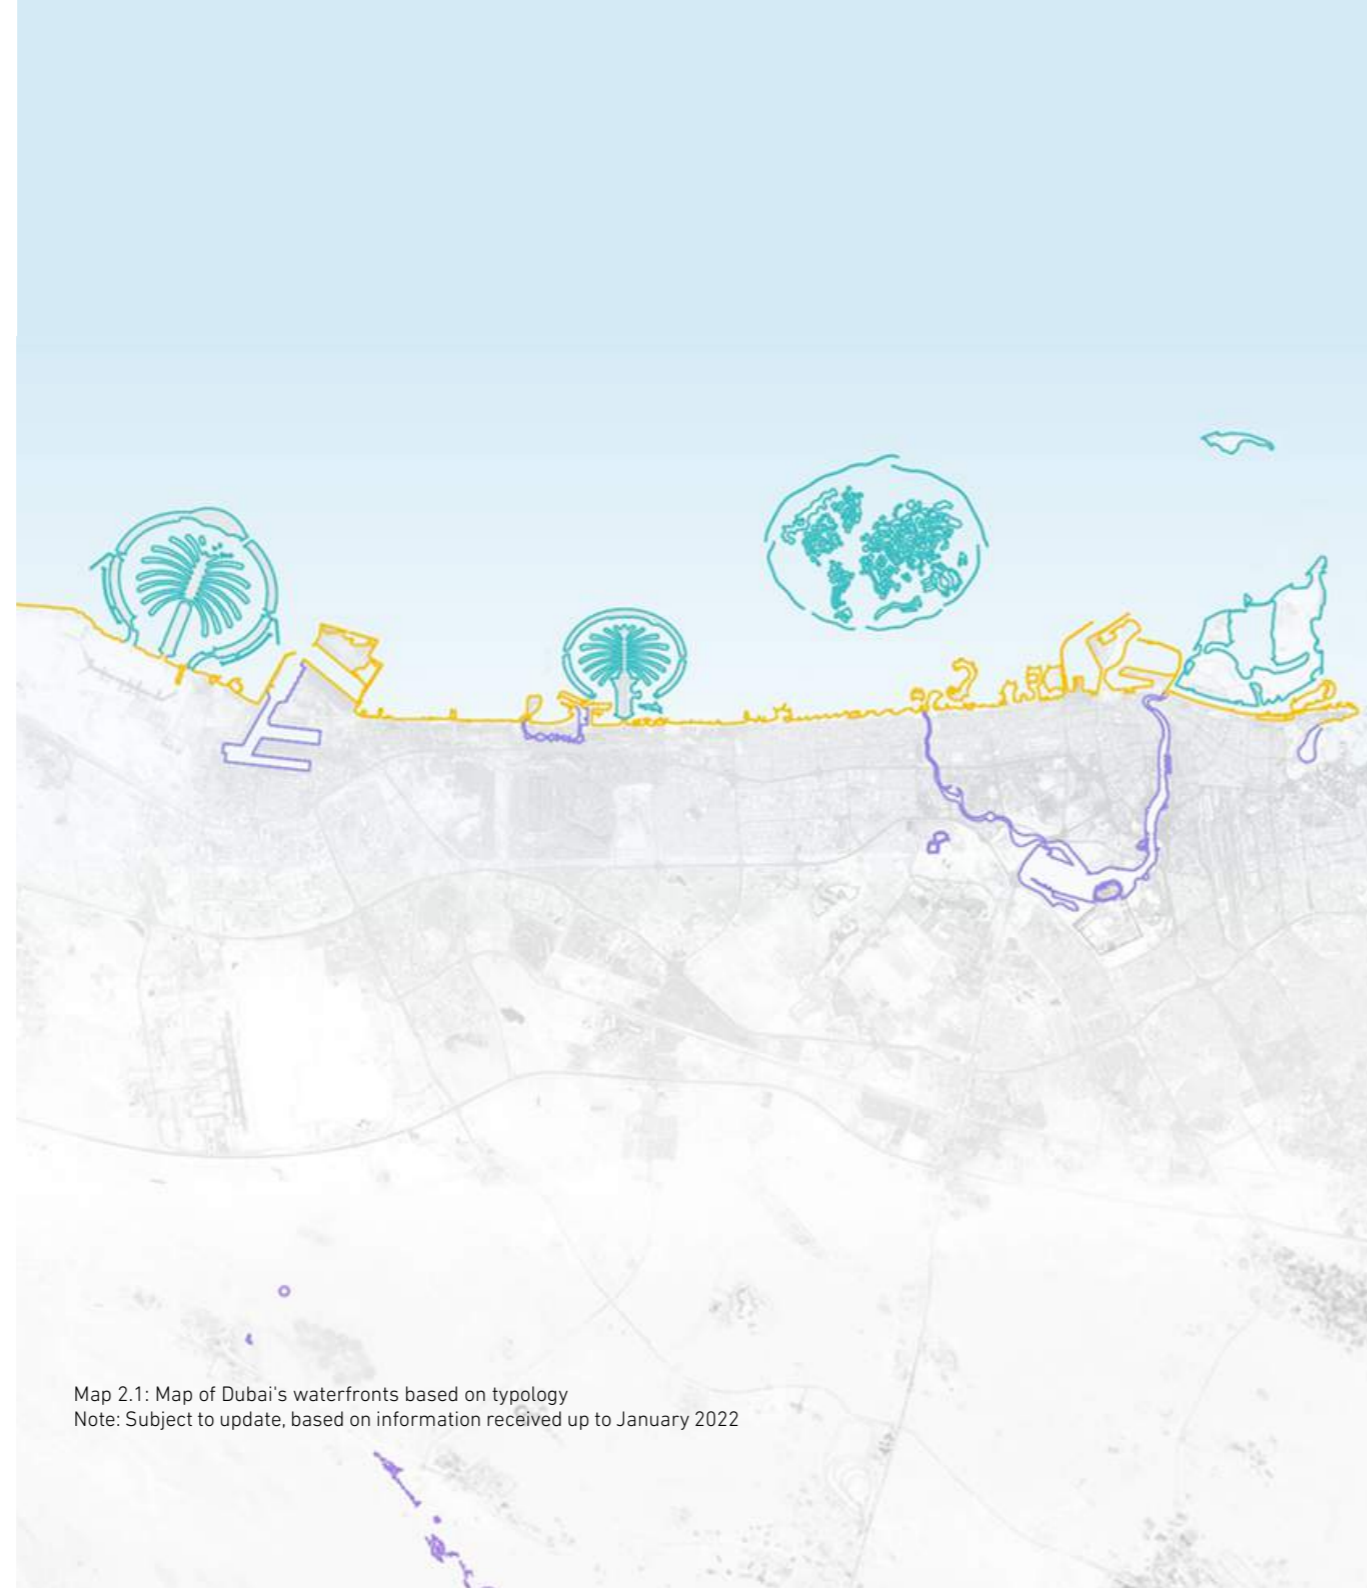 Map 2.1: Map of Dubai's waterfronts based on typology
Note: Subject to update, based on information received up to January 2022